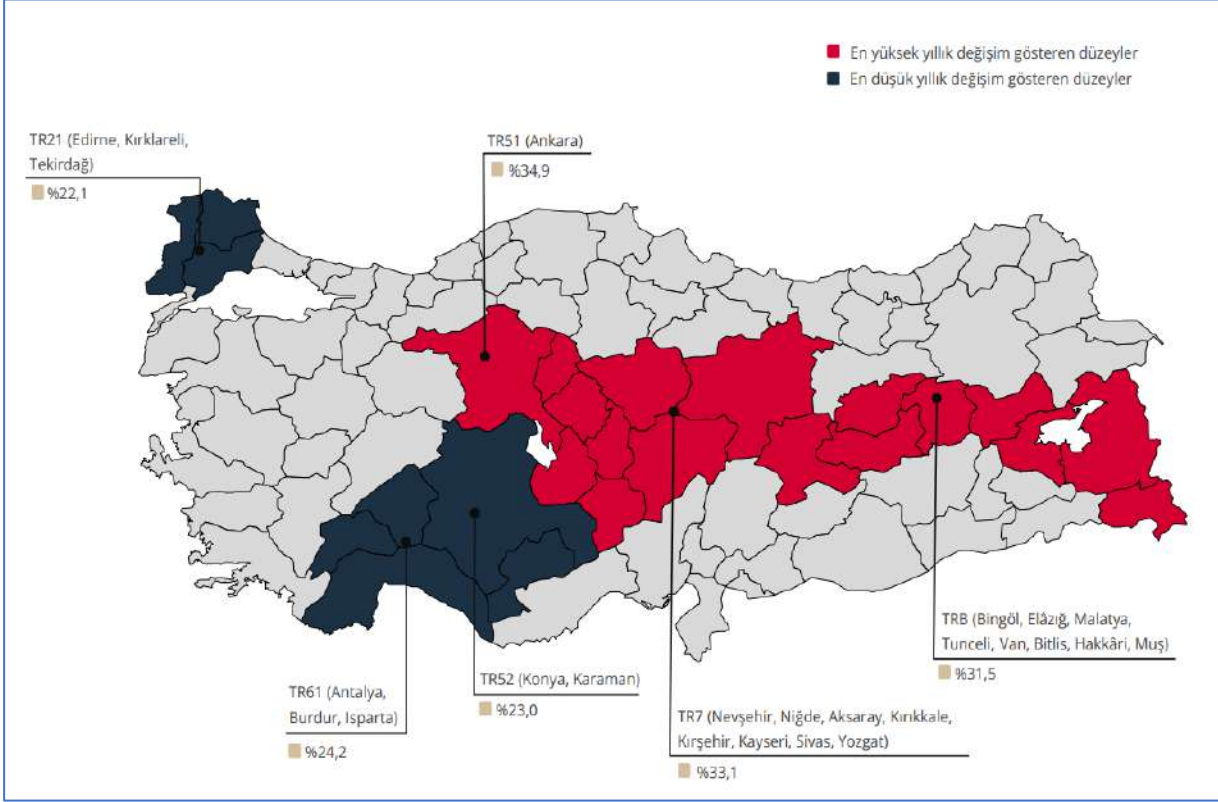 En yüksek yıllık değişim gösteren düzeyler
En düşük yıllık değişim gösteren düzeyler
TR21 (Edirne, Kırklareli,
Tekirdağ)
%22,1
TR51 (Ankara)
%34,9
TRB (Bingöl, Elâzığ, Malatya,
Tunceli, Van, Bitlis, Hakkâri, Muş)
%31,5
TR61 (Antalya,
Burdur, Isparta)
%24,2
TR52 (Konya, Karaman)
%23,0
TR7 (Nevşehir, Niğde, Aksaray, Kırıkkale,
Kırşehir, Kayseri, Sivas, Yozgat)
%33,1